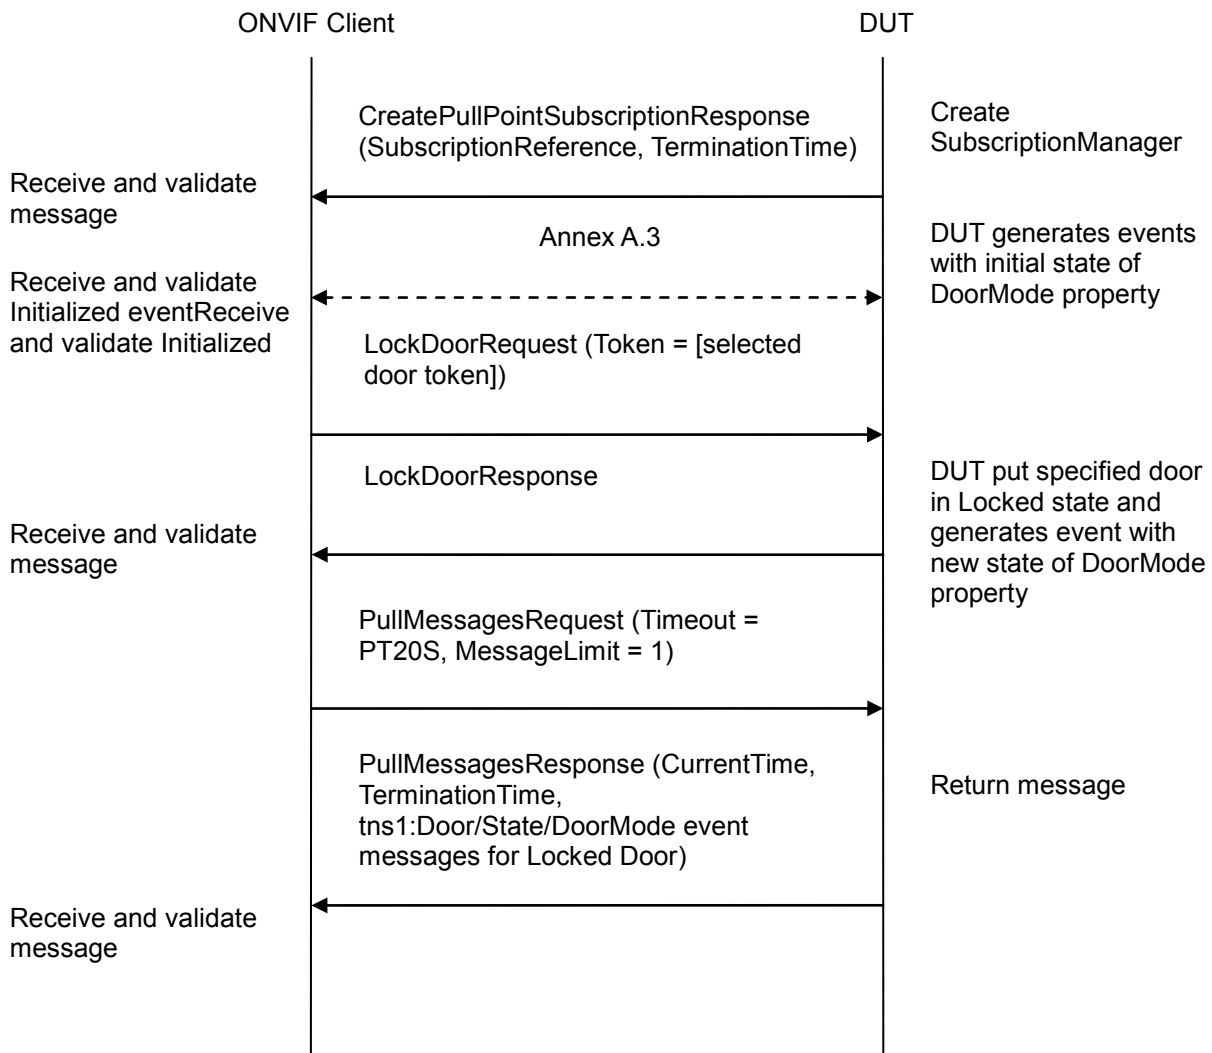 ONVIF Client
DUT
CreatePullPointSubscriptionResponse
(SubscriptionReference, TerminationTime)
Create
SubscriptionManager
Receive and validate
message
Annex A.3
DUT generates events
with initial state of
DoorMode property
Receive and validate
Initialized eventReceive
and validate Initialized
LockDoorRequest (Token = [selected
door token])
LockDoorResponse
DUT put specified door
in Locked state and
generates event with
new state of DoorMode
property
Receive and validate
message
PullMessagesRequest (Timeout =
PT20S, MessageLimit = 1)
PullMessagesResponse (CurrentTime,
TerminationTime,
tns1:Door/State/DoorMode event
messages for Locked Door)
Return message
Receive and validate
message